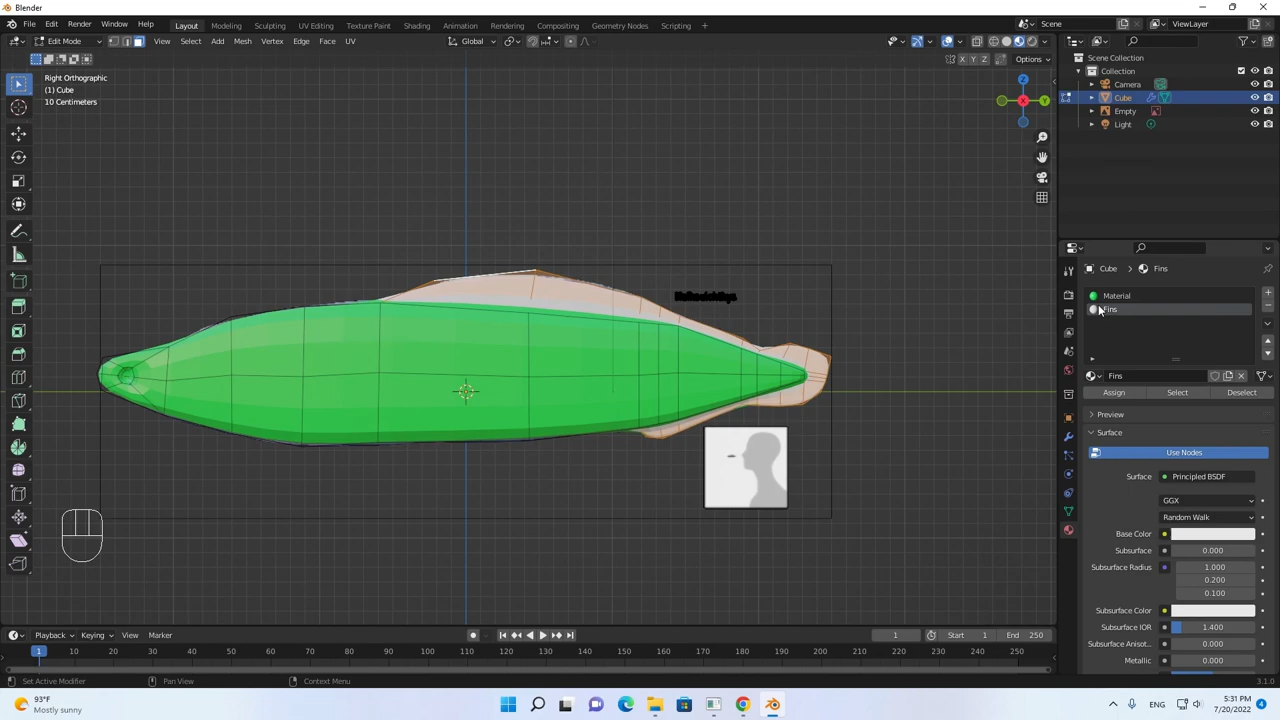 Blender
File Edit Render Window Help Layout Modeling Sculpting UV Editing Texture Paint Shading Animation Rendering Compositing Geometry Nodes Scripting + Scene ViewLayer
Edit Mode View Select Add Mesh Vertex Edge Face UV Global
X Y Z Options
Right Orthographic
(1) Cube
10 Centimeters
Z
Y
Scene Collection
Collection
Camera
Cube
Empty
Light
Cube > Fins
Material
Fins
Fins
Assign Select Deselect
Preview
Surface
Use Nodes
Surface Principled BSDF
GGX
Random Walk
Base Color
Subsurface 0.000
Subsurface Radius 1.000
0.200
0.100
Subsurface Color
Subsurface IOR 1.400
Subsurface Anisot... 0.000
Metallic 0.000
Playback Keying View Marker 1 Start 1 End 250
1 10 20 30 40 50 60 70 80 90 100 110 120 130 140 150 160 170 180 190 200 210 220 230 240 250
Set Active Modifier Pan View Context Menu 3.1.0
93°F
Mostly sunny
ENG
5:31 PM
7/20/2022